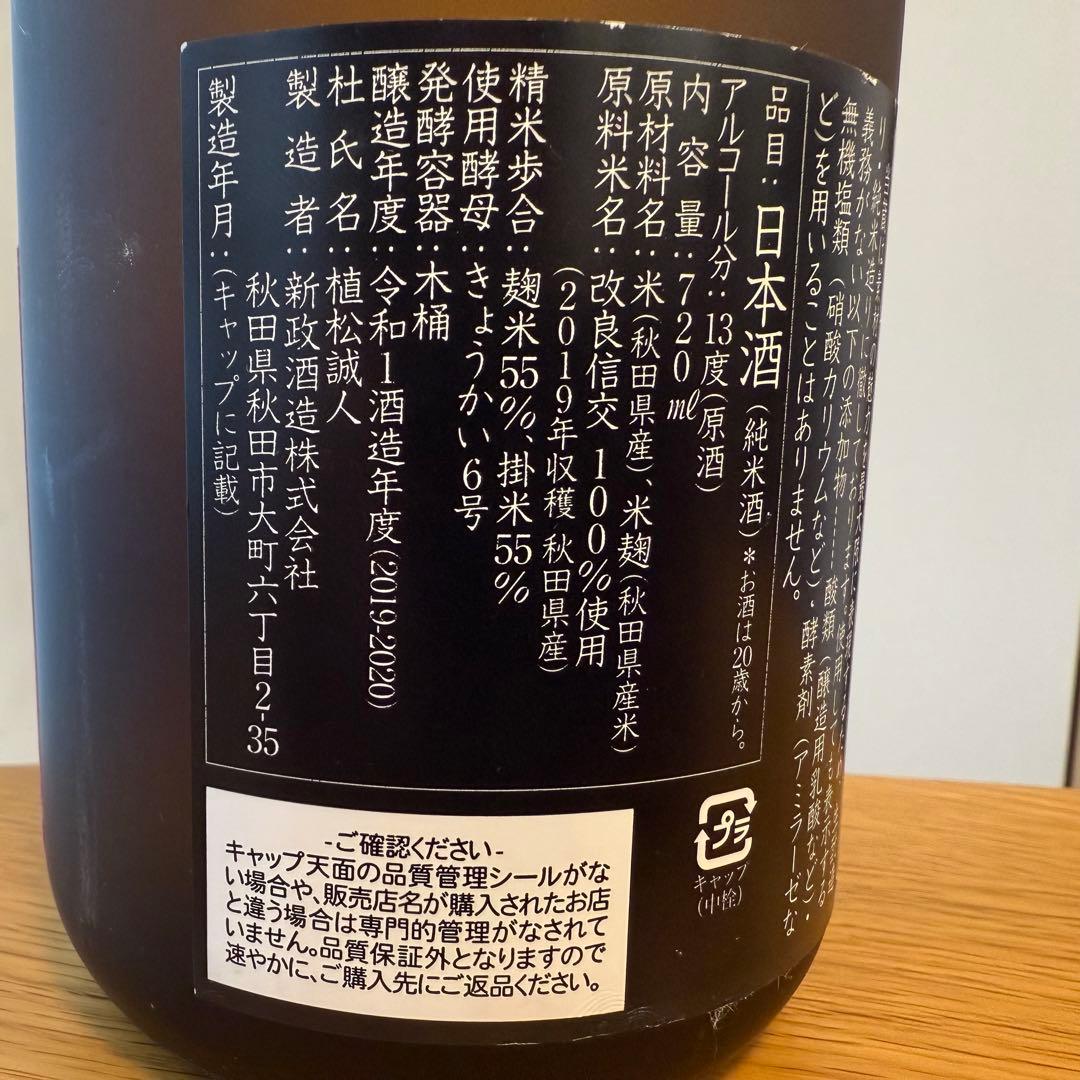 義務がない以下の添加物……酸類（醸造用乳酸など）・
無機塩類（硝酸カリウムなど）、酵素剤（アミラーゼな
ど）を用いることはありません。
品目：日本酒（純米酒）＊お酒は20歳から。
アルコール分：13度（原酒）
内容量：720㎖
原材料名：米（秋田県産）、米麹（秋田県産米）
原料米名：改良信交 100％使用
（2019年収穫 秋田県産）
精米歩合：麹米55％、掛米55％
使用酵母：きょうかい6号
発酵容器：木桶
醸造年度：令和1酒造年度(2019-2020)
杜氏名：植松誠人
製造者：新政酒造株式会社
秋田県秋田市大町六丁目2-35
製造年月：（キャップに記載）
プラ
キャップ
(中栓)
-ご確認ください-
キャップ天面の品質管理シールがな
い場合や、販売店名が購入されたお店
と違う場合は専門的管理がなされて
いません。品質保証外となりますので
速やかに、ご購入先にご返品ください。